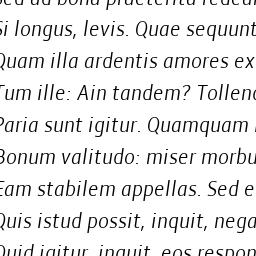 Sed ad bona praeterita redeam
Si longus, levis. Quae sequunt
Quam illa ardentis amores ex
Tum ille: Ain tandem? Tollen
Paria sunt igitur. Quamquam
Bonum valitudo: miser morbu
Eam stabilem appellas. Sed e
Quis istud possit, inquit, nega
Quid igitur, inquit, eos respon